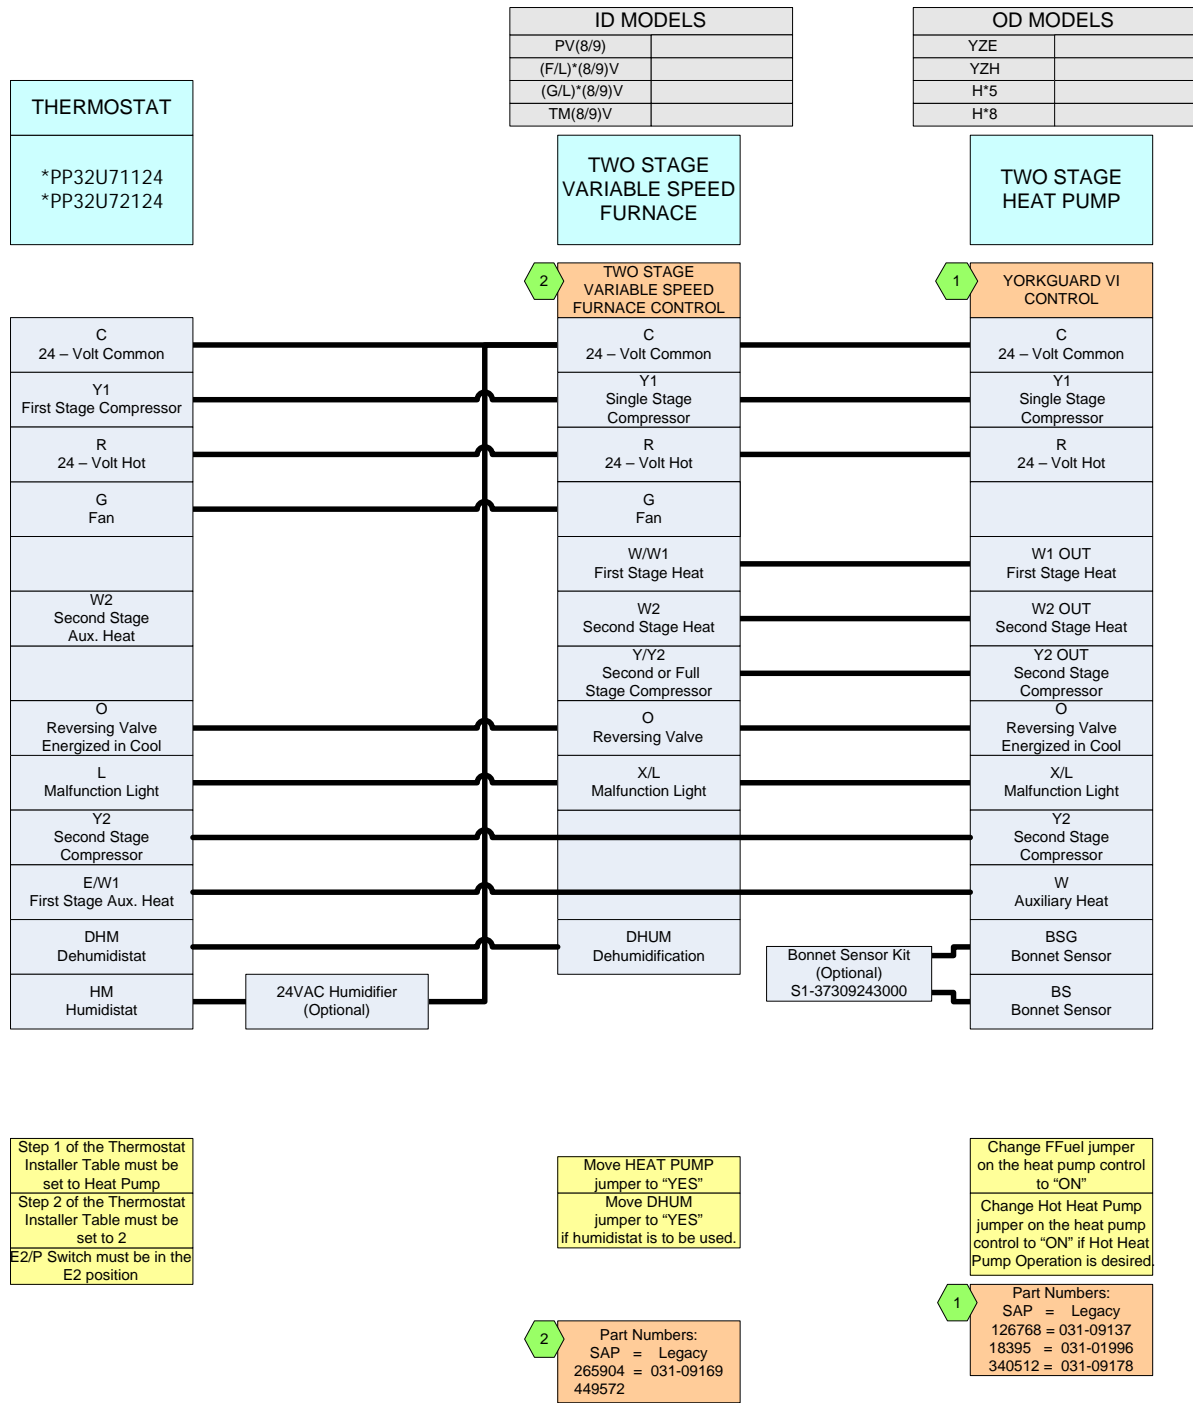 ID MODELS
PV(8/9)
(F/L)*(8/9)V
(G/L)*(8/9)V
TM(8/9)V
OD MODELS
YZE
YZH
H*5
H*8
THERMOSTAT
*PP32U71124
*PP32U72124
TWO STAGE
VARIABLE SPEED
FURNACE
TWO STAGE
HEAT PUMP
2
TWO STAGE
VARIABLE SPEED
FURNACE CONTROL
1
YORKGUARD VI
CONTROL
C
24 – Volt Common
Y1
First Stage Compressor
R
24 – Volt Hot
G
Fan
W2
Second Stage
Aux. Heat
O
Reversing Valve
Energized in Cool
L
Malfunction Light
Y2
Second Stage
Compressor
E/W1
First Stage Aux. Heat
DHM
Dehumidistat
HM
Humidistat
24VAC Humidifier
(Optional)
C
24 – Volt Common
Y1
Single Stage
Compressor
R
24 – Volt Hot
G
Fan
W/W1
First Stage Heat
W2
Second Stage Heat
Y/Y2
Second or Full
Stage Compressor
O
Reversing Valve
X/L
Malfunction Light
DHUM
Dehumidification
Bonnet Sensor Kit
(Optional)
S1-37309243000
C
24 – Volt Common
Y1
Single Stage
Compressor
R
24 – Volt Hot
W1 OUT
First Stage Heat
W2 OUT
Second Stage Heat
Y2 OUT
Second Stage
Compressor
O
Reversing Valve
Energized in Cool
X/L
Malfunction Light
Y2
Second Stage
Compressor
W
Auxiliary Heat
BSG
Bonnet Sensor
BS
Bonnet Sensor
Step 1 of the Thermostat
Installer Table must be
set to Heat Pump
Step 2 of the Thermostat
Installer Table must be
set to 2
E2/P Switch must be in the
E2 position
Move HEAT PUMP
jumper to “YES”
Move DHUM
jumper to “YES”
if humidistat is to be used.
Change FFuel jumper
on the heat pump control
to “ON”
Change Hot Heat Pump
jumper on the heat pump
control to “ON” if Hot Heat
Pump Operation is desired.
2
Part Numbers:
SAP = Legacy
265904 = 031-09169
449572
1
Part Numbers:
SAP = Legacy
126768 = 031-09137
18395 = 031-01996
340512 = 031-09178